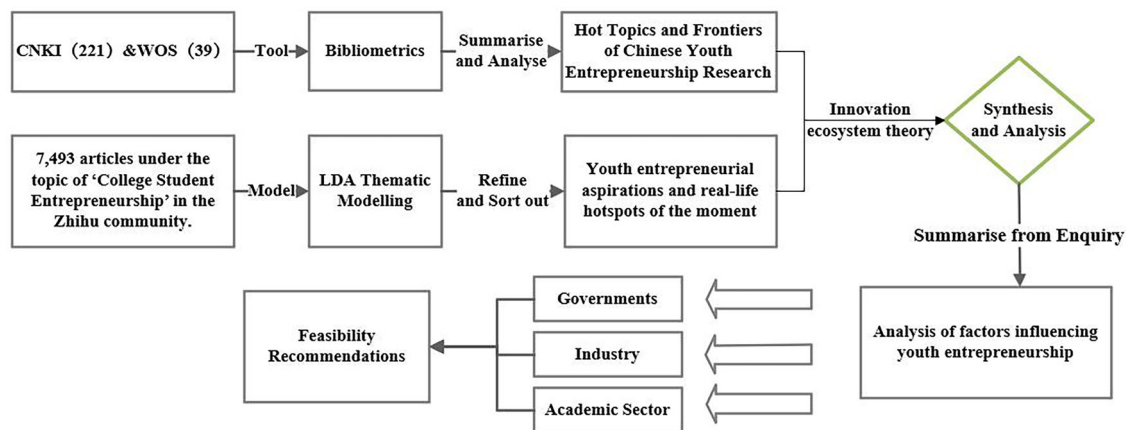 CNKI（221）&WOS（39）
Tool
Bibliometrics
Summarise
and Analyse
Hot Topics and Frontiers
of Chinese Youth
Entrepreneurship Research
7,493 articles under the
topic of ‘College Student
Entrepreneurship’ in the
Zhihu community.
Model
LDA Thematic
Modelling
Refine
and Sort out
Youth entrepreneurial
aspirations and real-life
hotspots of the moment
Innovation
ecosystem theory
Synthesis
and Analysis
Summarise from Enquiry
Analysis of factors influencing
youth entrepreneurship
Governments
Industry
Academic Sector
Feasibility
Recommendations